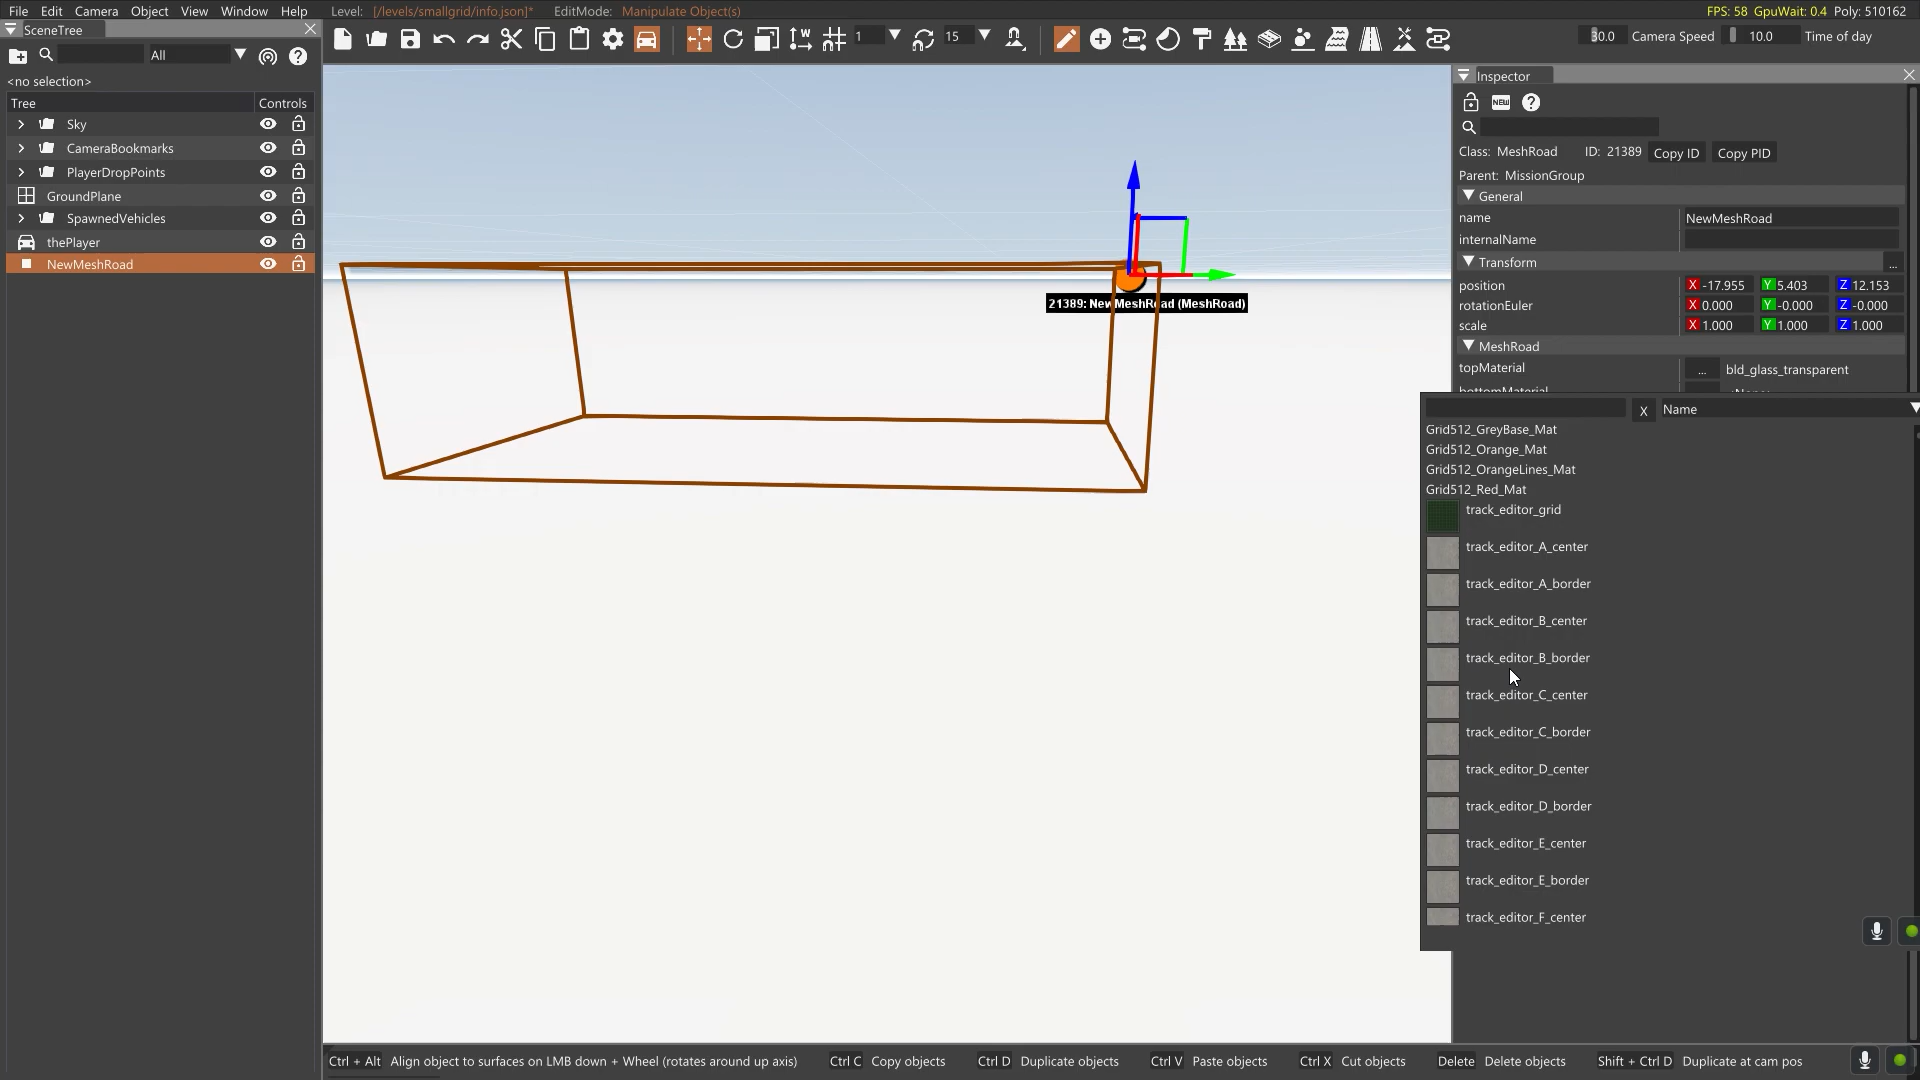 File Edit Camera Object View Window Help Level: [/levels/smallgrid/info.json]* EditMode: Manipulate Object(s) FPS: 58 GpuWait: 0.4 Poly: 510162
SceneTree
1 15 30.0 Camera Speed 10.0 Time of day
All
<no selection>
Tree Controls
Sky
CameraBookmarks
PlayerDropPoints
GroundPlane
SpawnedVehicles
thePlayer
NewMeshRoad
21389: NewMeshRoad (MeshRoad)
Inspector
NEW
Class: MeshRoad ID: 21389 Copy ID Copy PID
Parent: MissionGroup
General
name NewMeshRoad
internalName
Transform ...
position X -17.955 Y 5.403 Z 12.153
rotationEuler X 0.000 Y -0.000 Z -0.000
scale X 1.000 Y 1.000 Z 1.000
MeshRoad
topMaterial ... bld_glass_transparent
X Name
Grid512_GreyBase_Mat
Grid512_Orange_Mat
Grid512_OrangeLines_Mat
Grid512_Red_Mat
track_editor_grid
track_editor_A_center
track_editor_A_border
track_editor_B_center
track_editor_B_border
track_editor_C_center
track_editor_C_border
track_editor_D_center
track_editor_D_border
track_editor_E_center
track_editor_E_border
track_editor_F_center
Ctrl + Alt Align object to surfaces on LMB down + Wheel (rotates around up axis) Ctrl C Copy objects Ctrl D Duplicate objects Ctrl V Paste objects Ctrl X Cut objects Delete Delete objects Shift + Ctrl D Duplicate at cam pos